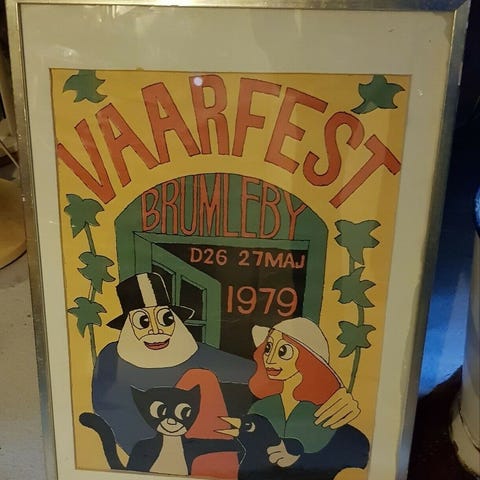 VAARFEST
BRUMLEBY
D26 27MAJ
1979